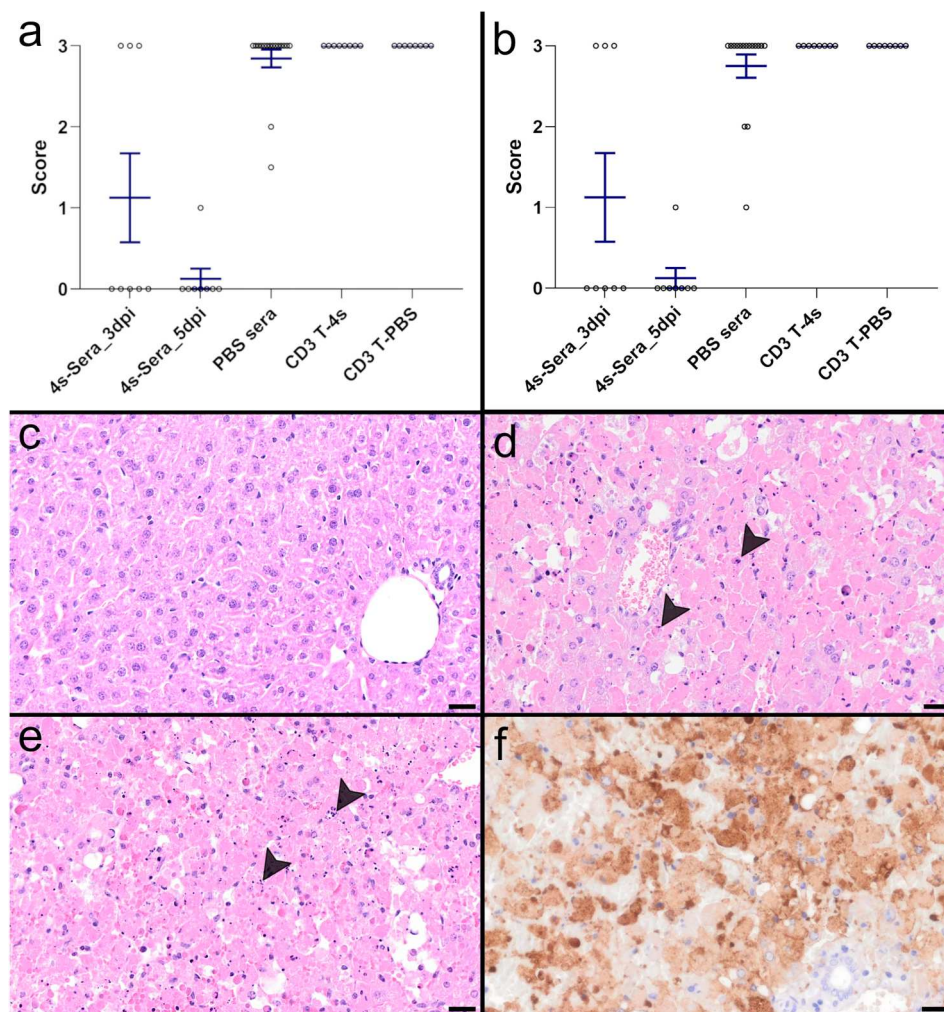 a
3
2
1
0
Score
4s-Sera_3dpi
4s-Sera_5dpi
PBS sera
CD3 T-4s
CD3 T-PBS
b
3
2
1
0
Score
4s-Sera_3dpi
4s-Sera_5dpi
PBS sera
CD3 T-4s
CD3 T-PBS
c
d
e
f